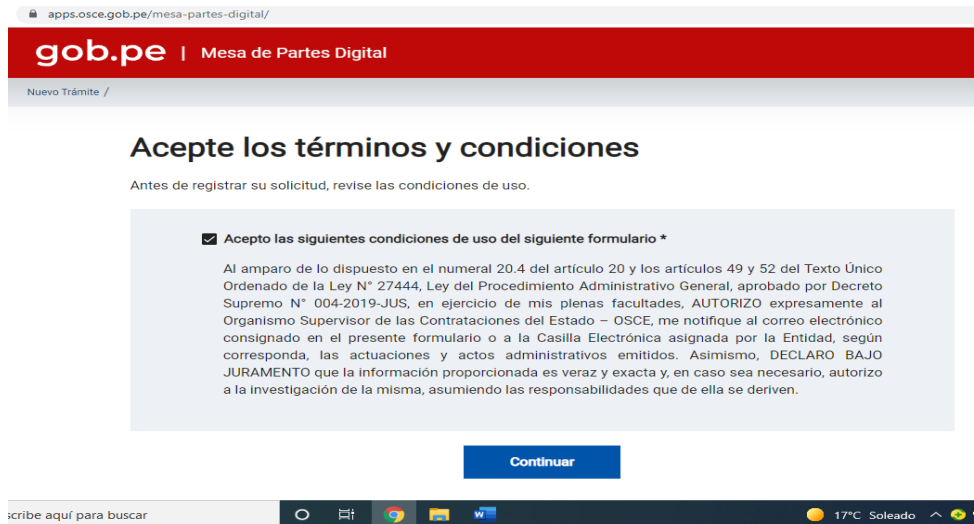 apps.osce.gob.pe/mesa-partes-digital/
gob.pe | Mesa de Partes Digital
Nuevo Trámite /
Acepte los términos y condiciones
Antes de registrar su solicitud, revise las condiciones de uso.
Acepto las siguientes condiciones de uso del siguiente formulario *
Al amparo de lo dispuesto en el numeral 20.4 del artículo 20 y los artículos 49 y 52 del Texto Único
Ordenado de la Ley N° 27444, Ley del Procedimiento Administrativo General, aprobado por Decreto
Supremo N° 004-2019-JUS, en ejercicio de mis plenas facultades, AUTORIZO expresamente al
Organismo Supervisor de las Contrataciones del Estado – OSCE, me notifique al correo electrónico
consignado en el presente formulario o a la Casilla Electrónica asignada por la Entidad, según
corresponda, las actuaciones y actos administrativos emitidos. Asimismo, DECLARO BAJO
JURAMENTO que la información proporcionada es veraz y exacta y, en caso sea necesario, autorizo
a la investigación de la misma, asumiendo las responsabilidades que de ella se deriven.
Continuar
scribe aquí para buscar
17°C Soleado